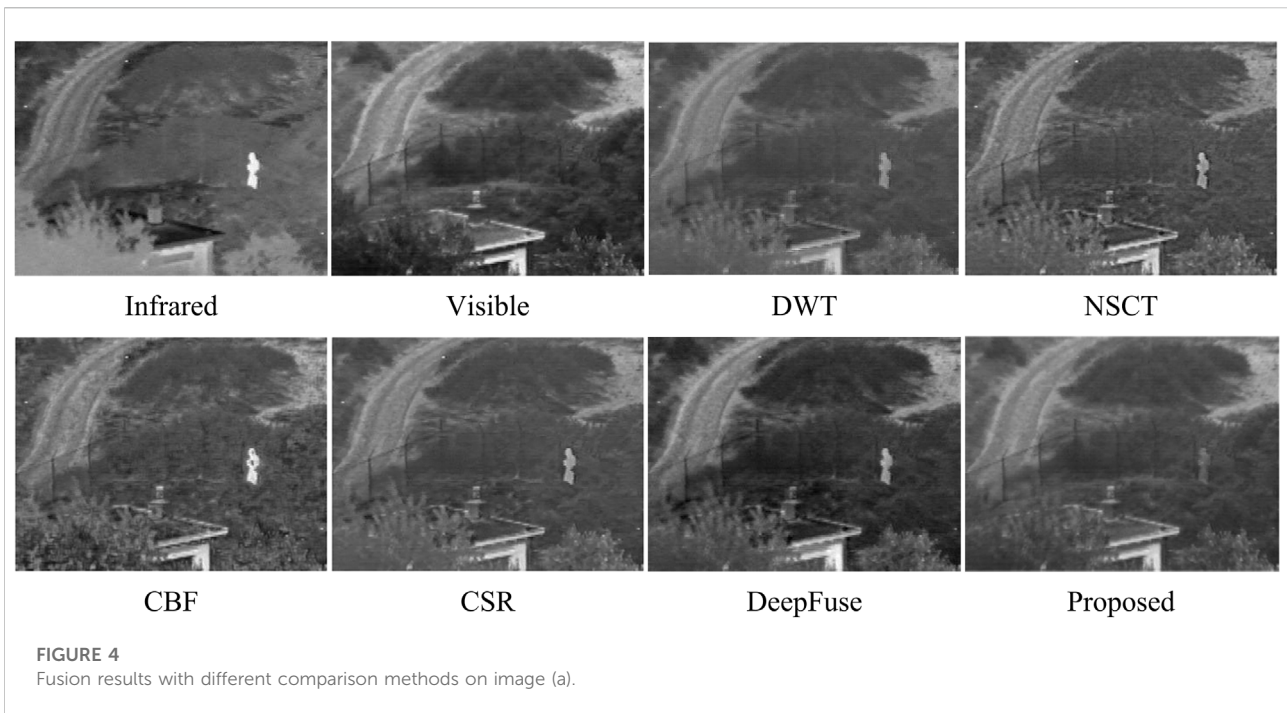 Infrared Visible DWT NSCT
CBF CSR DeepFuse Proposed
FIGURE 4
Fusion results with different comparison methods on image (a).